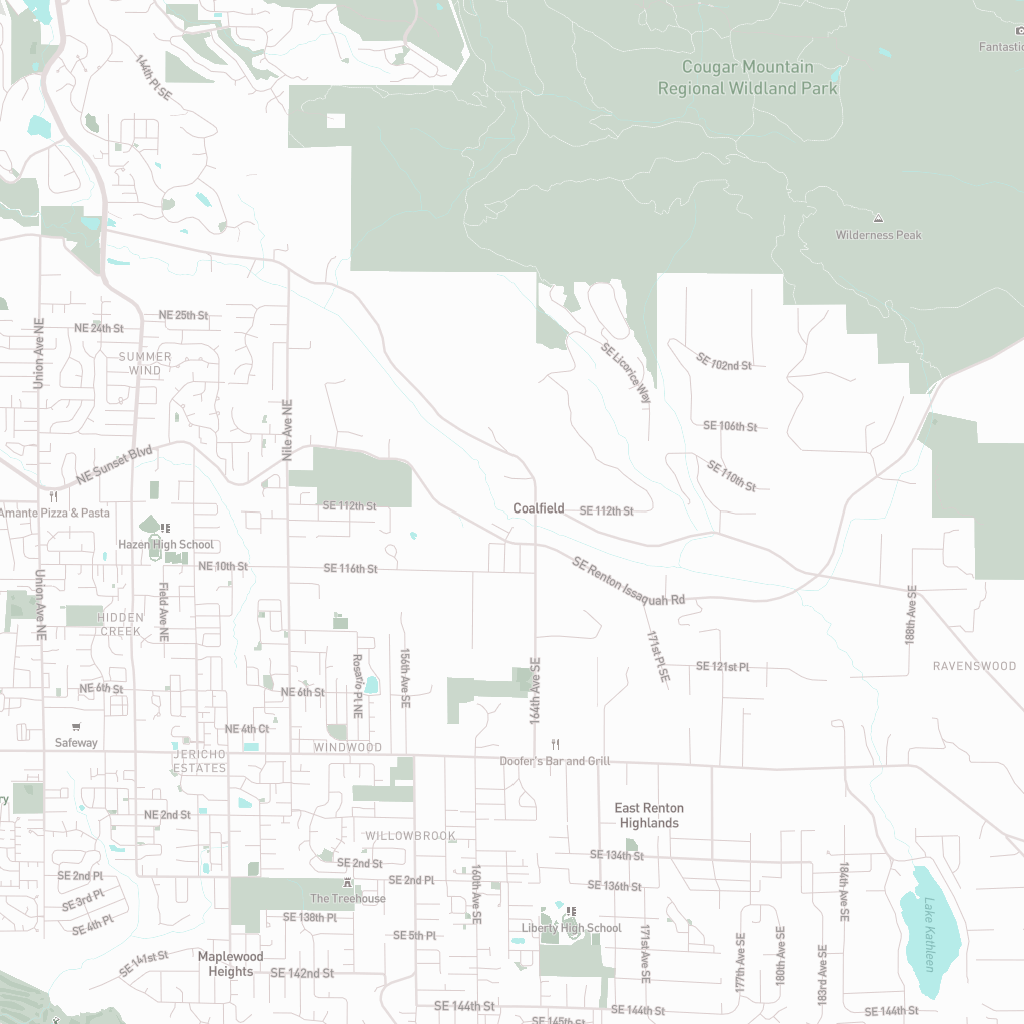 Fantastic
Cougar Mountain
Regional Wildland Park
144th Pl SE
Wilderness Peak
NE 25th St
NE 24th St
Union Ave NE
SUMMER
WIND
SE Licorice Way
SE 102nd St
Nile Ave NE
SE 106th St
NE Sunset Blvd
SE 110th St
Amante Pizza & Pasta
SE 112th St
Coalfield
SE 112th St
Hazen High School
NE 10th St
SE 116th St
SE Renton Issaquah Rd
Union Ave NE
Field Ave NE
188th Ave SE
HIDDEN
CREEK
156th Ave SE
171st Pl SE
Rosario Pl NE
164th Ave SE
SE 121st Pl
RAVENSWOOD
NE 6th St
NE 6th St
NE 4th Ct
Safeway
WINDWOOD
JERICHO
ESTATES
Doofer's Bar and Grill
ry
NE 2nd St
East Renton
Highlands
WILLOWBROOK
SE 134th St
SE 2nd St
SE 2nd Pl
SE 2nd Pl
160th Ave SE
SE 136th St
184th Ave SE
SE 3rd Pl
The Treehouse
SE 4th Pl
SE 138th Pl
Liberty High School
SE 5th Pl
Lake Kathleen
171st Ave SE
177th Ave SE
180th Ave SE
183rd Ave SE
SE 141st St
Maplewood
Heights
SE 142nd St
SE 144th St
SE 144th St
SE 144th St
SE 145th St